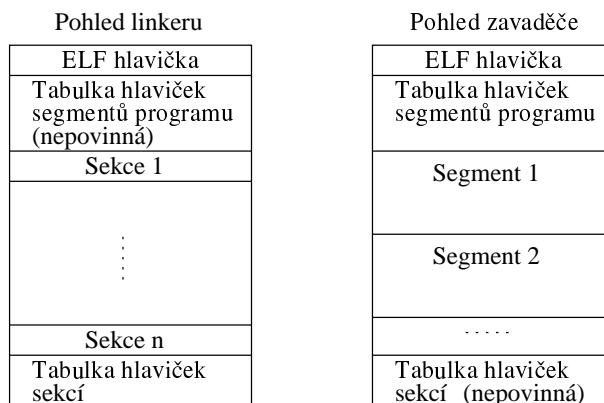 Pohled linkeru
ELF hlavička
Tabulka hlaviček
segmentů programu
(nepovinná)
Sekce 1
Sekce n
Tabulka hlaviček
sekcí
Pohled zavaděče
ELF hlavička
Tabulka hlaviček
segmentů programu
Segment 1
Segment 2
.....
Tabulka hlaviček
sekcí (nepovinná)